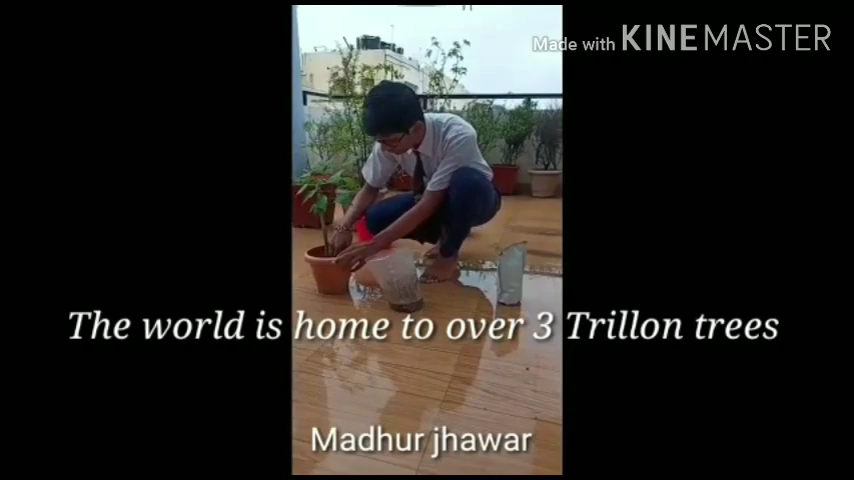 Made with KINEMASTER
The world is home to over 3 Trillon trees
Madhur jhawar